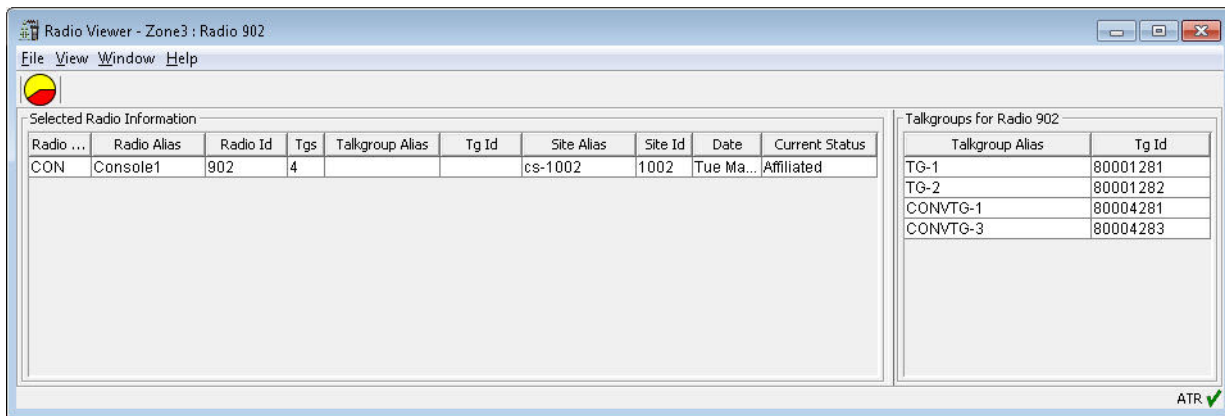 Radio Viewer - Zone3 : Radio 902
File View Window Help
Selected Radio Information
Radio ... Radio Alias Radio Id Tgs Talkgroup Alias Tg Id Site Alias Site Id Date Current Status
CON Console1 902 4 cs-1002 1002 Tue Ma... Affiliated
Talkgroups for Radio 902
Talkgroup Alias Tg Id
TG-1 80001281
TG-2 80001282
CONVTG-1 80004281
CONVTG-3 80004283
ATR